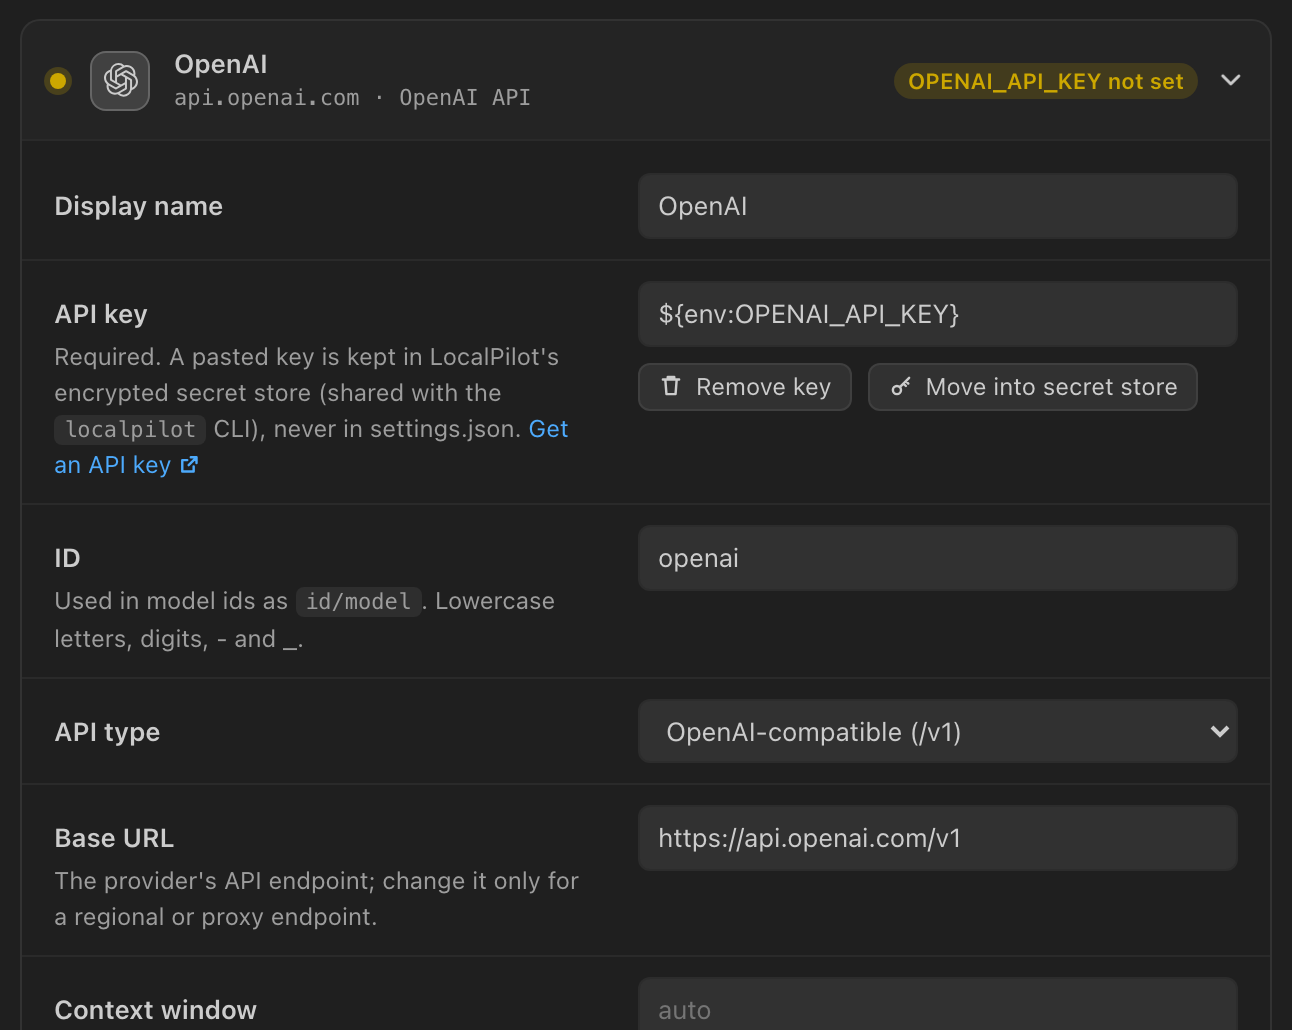 OpenAI
api.openai.com · OpenAI API
OPENAI_API_KEY not set
Display name
OpenAI
API key
${env:OPENAI_API_KEY}
Required. A pasted key is kept in LocalPilot's
encrypted secret store (shared with the
localpilot CLI), never in settings.json. Get
an API key
Remove key
Move into secret store
ID
openai
Used in model ids as id/model. Lowercase
letters, digits, - and _.
API type
OpenAI-compatible (/v1)
Base URL
https://api.openai.com/v1
The provider's API endpoint; change it only for
a regional or proxy endpoint.
Context window
auto